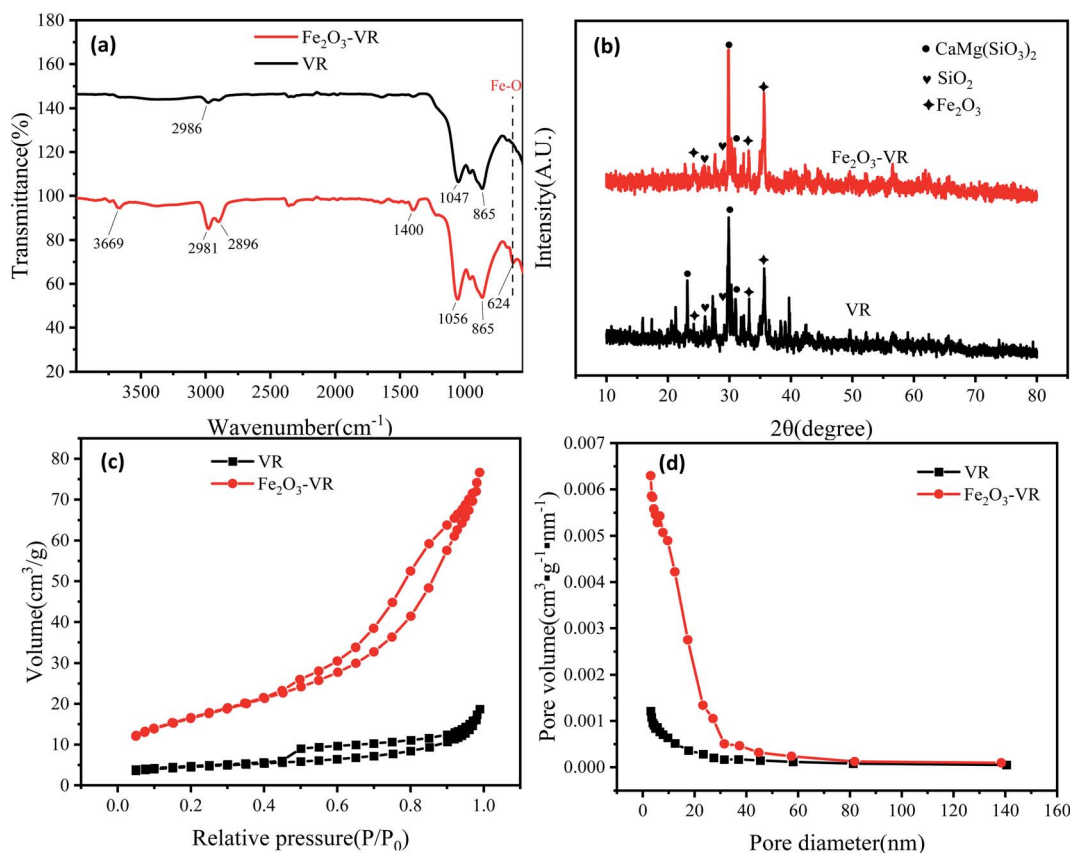 (a)
Fe₂O₃-VR
VR
Fe-O
2986
1047
865
3669
2981
2896
1400
1056
865
624
180
160
140
120
100
80
60
40
20
Transmittance(%)
3500 3000 2500 2000 1500 1000
Wavenumber(cm⁻¹)
(b)
CaMg(SiO₃)₂
SiO₂
Fe₂O₃
Fe₂O₃-VR
VR
Intensity(A.U.)
10 20 30 40 50 60 70 80
2θ(degree)
(c)
VR
Fe₂O₃-VR
80
70
60
50
40
30
20
10
0
Volume(cm³/g)
0.0 0.2 0.4 0.6 0.8 1.0
Relative pressure(P/P₀)
(d)
VR
Fe₂O₃-VR
0.007
0.006
0.005
0.004
0.003
0.002
0.001
0.000
Pore volume(cm³▪g⁻¹▪nm⁻¹)
0 20 40 60 80 100 120 140 160
Pore diameter(nm)